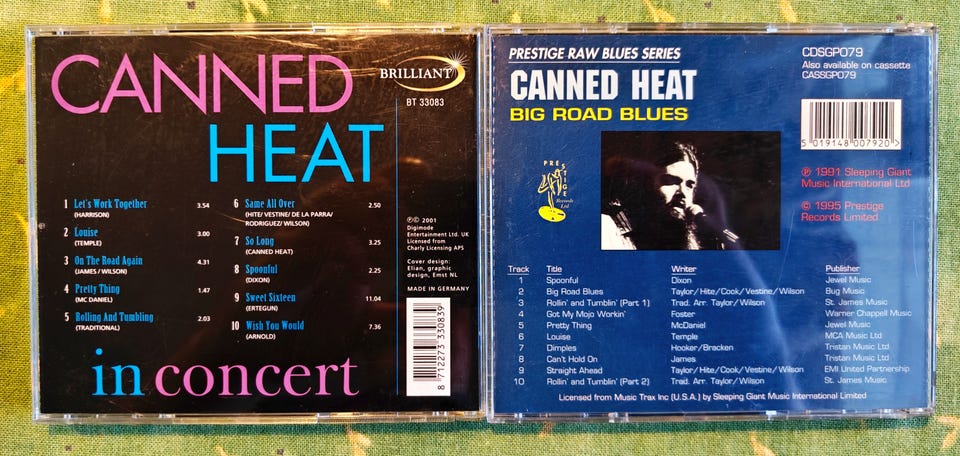 CANNED
HEAT
BRILLIANT
BT 33083
1 Let's Work Together 3.54
(HARRISON)
2 Louise 3.00
(TEMPLE)
3 On The Road Again 4.31
(JAMES / WILSON)
4 Pretty Thing 1.47
(MC DANIEL)
5 Rolling And Tumbling 2.03
(TRADITIONAL)
6 Same All Over 2.50
(HITE/ VESTINE/ DE LA PARRA/
RODRIGUEZ/ WILSON)
7 So Long 3.25
(CANNED HEAT)
8 Spoonful 2.25
(DIXON)
9 Sweet Sixteen 11.04
(ERTEGUN)
10 Wish You Would 7.36
(ARNOLD)
in concert
℗© 2001
Digimode
Entertainment Ltd. UK
Licensed from
Charly Licensing APS
Cover design:
Elian, graphic
design, Emst NL
MADE IN GERMANY
8 712273 330839
PRESTIGE RAW BLUES SERIES
CANNED HEAT
BIG ROAD BLUES
CDSGP079
Also available on cassette
CASSGP079
5 019148 007920 >
PRESTIGE
Records
Ltd
℗ 1991 Sleeping Giant
Music International Ltd
© 1995 Prestige
Records Limited
Track Title Writer Publisher
1 Spoonful Dixon Jewel Music
2 Big Road Blues Taylor/Hite/Cook/Vestine/Wilson Bug Music
3 Rollin' and Tumblin' (Part 1) Trad. Arr. Taylor/Wilson St. James Music
4 Got My Mojo Workin' Foster Warner Chappell Music
5 Pretty Thing McDaniel Jewel Music
6 Louise Temple MCA Music Ltd
7 Dimples Hooker/Bracken Tristan Music Ltd
8 Can't Hold On James Tristan Music Ltd
9 Straight Ahead Taylor/Hite/Cook/Vestine/Wilson EMI United Partnership
10 Rollin' and Tumblin' (Part 2) Trad. Arr. Taylor/Wilson St. James Music
Licensed from Music Trax Inc (U.S.A.) by Sleeping Giant Music International Limited